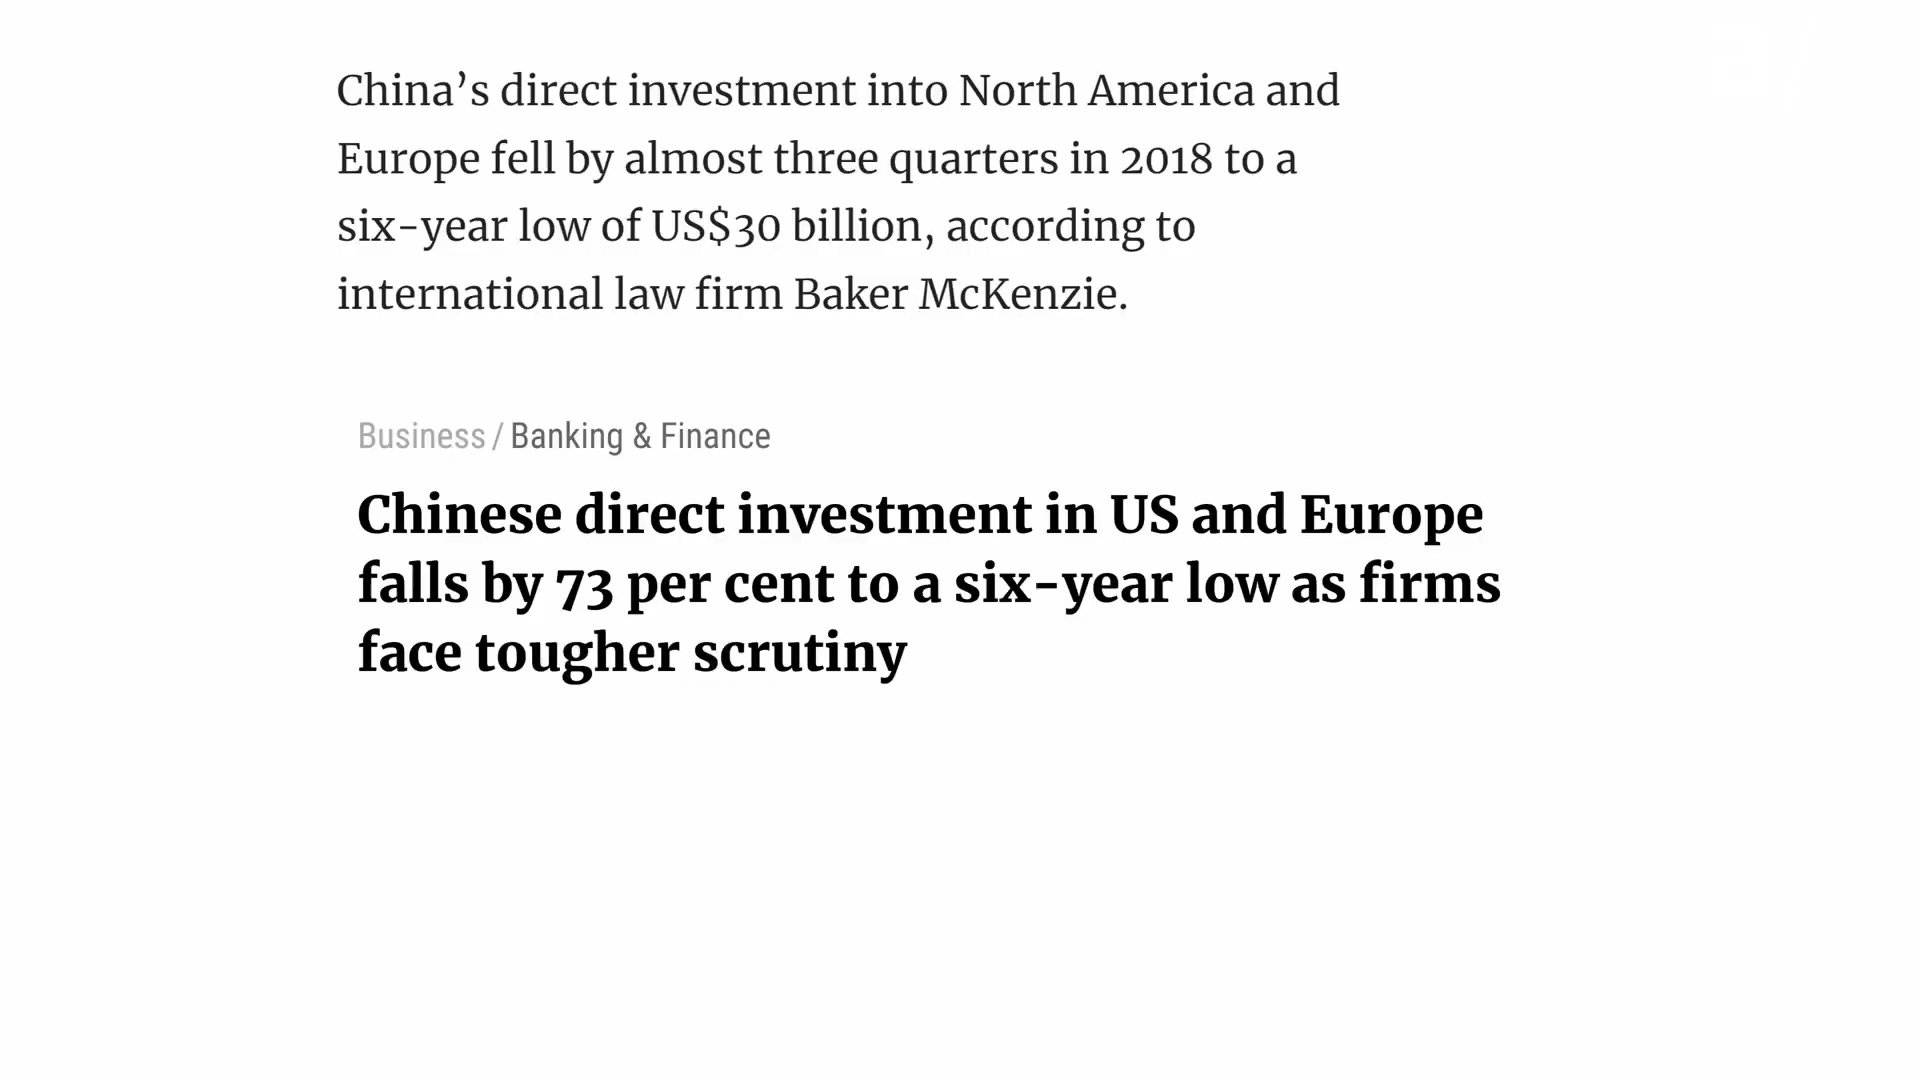 China’s direct investment into North America and
Europe fell by almost three quarters in 2018 to a
six-year low of US$30 billion, according to
international law firm Baker McKenzie.
Business / Banking & Finance
Chinese direct investment in US and Europe
falls by 73 per cent to a six-year low as firms
face tougher scrutiny